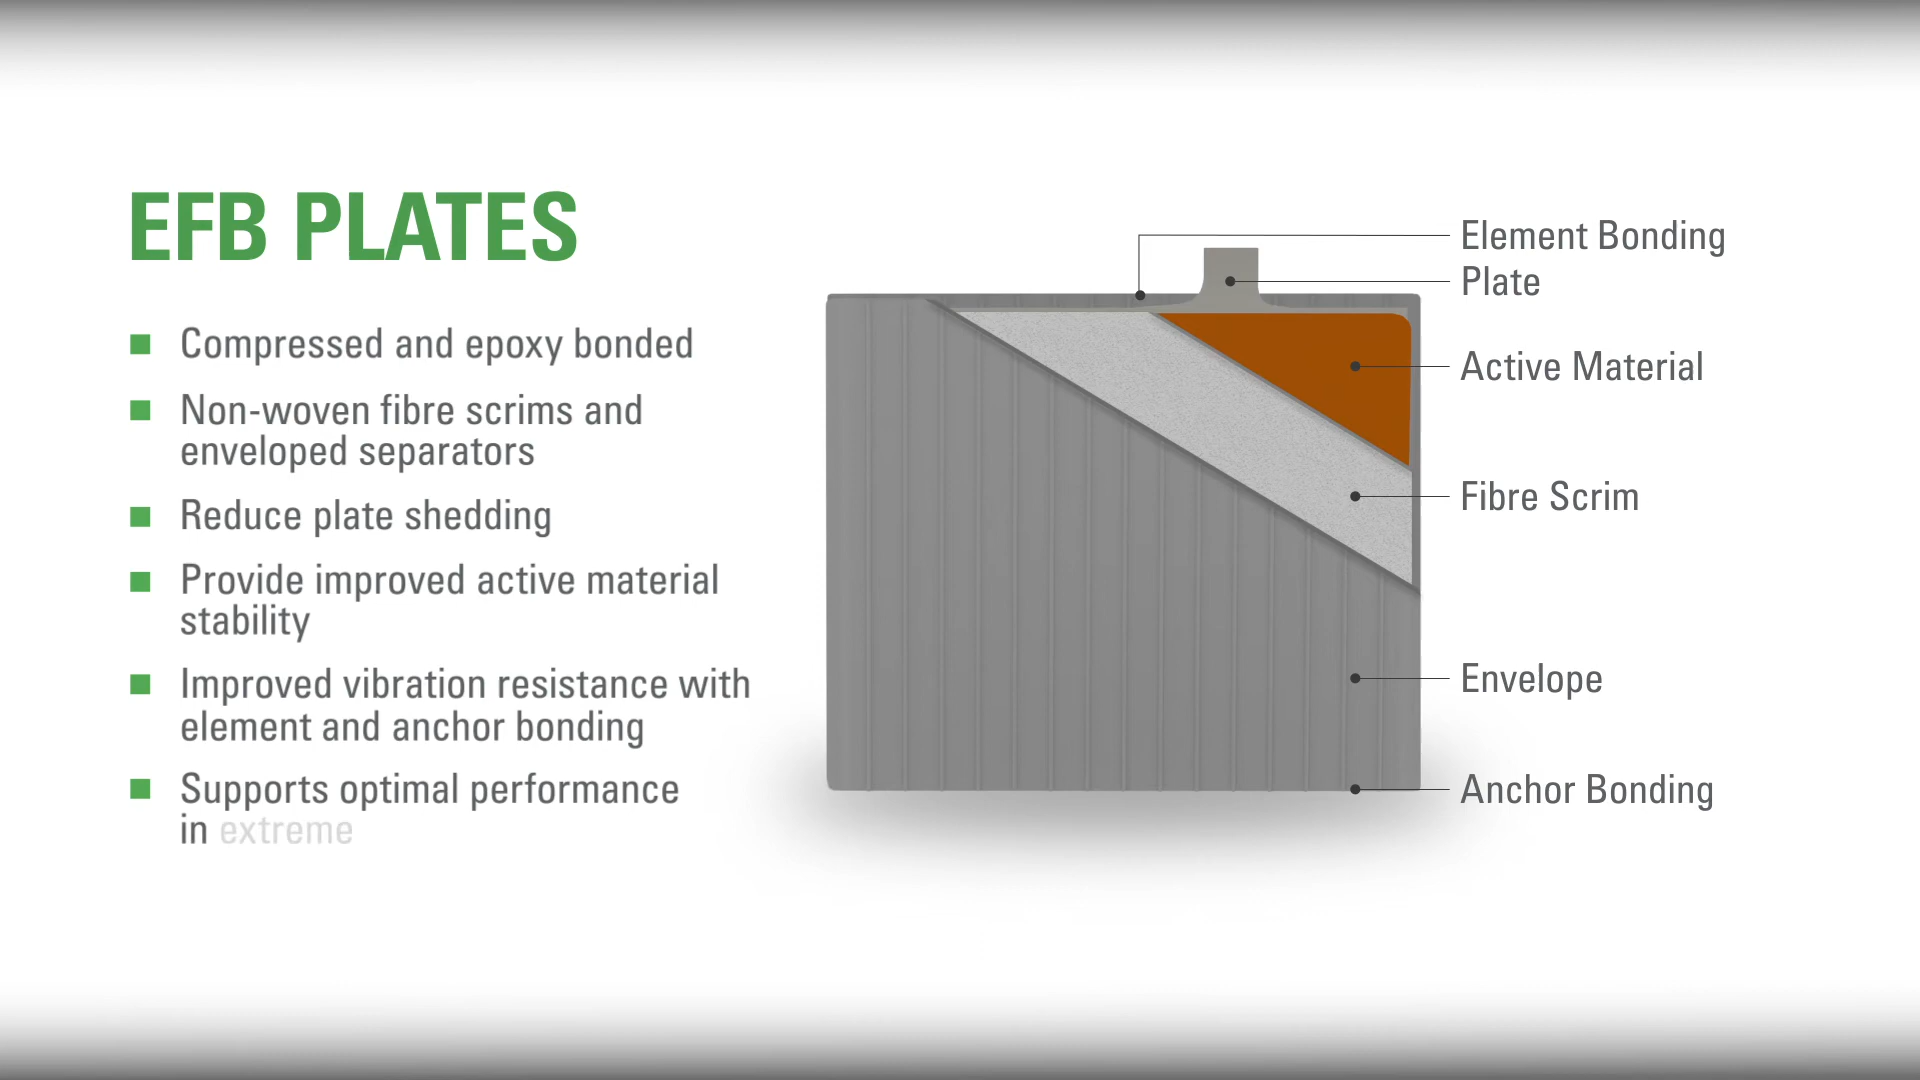 EFB PLATES
Compressed and epoxy bonded
Non-woven fibre scrims and
enveloped separators
Reduce plate shedding
Provide improved active material
stability
Improved vibration resistance with
element and anchor bonding
Supports optimal performance
in extreme
Element Bonding
Plate
Active Material
Fibre Scrim
Envelope
Anchor Bonding